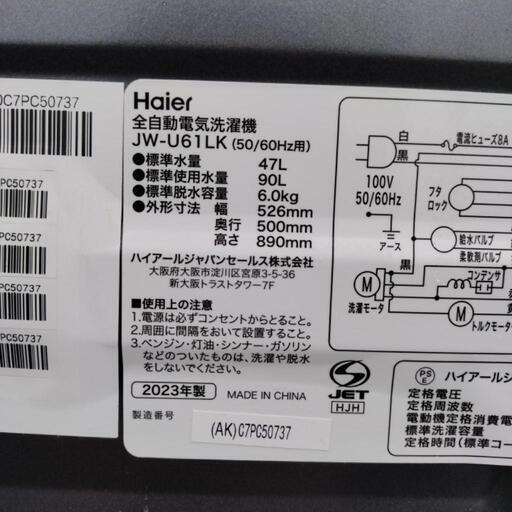 0C7PC50737
PC50737
PC50737
PC50737
PC50737
Haier
全自動電気洗濯機
JW-U61LK (50/60Hz用)
●標準水量 47L
●標準使用水量 90L
●標準脱水容量 6.0kg
●外形寸法 幅 526mm
奥行 500mm
高さ 890mm
ハイアールジャパンセールス株式会社
大阪府大阪市淀川区宮原3-5-36
新大阪トラストタワー7F
■使用上の注意
1.電源は必ずコンセントからとること。
2.周囲に間隔をおいて設置すること。
3.ベンジン・灯油・シンナー・ガソリン
などのついたものは、洗濯や脱水
をしないでください。
2023年製 MADE IN CHINA
製造番号
(AK)C7PC50737
JET
HJH
白
黒
100V
50/60Hz
アース
黒
電流ヒューズ8A
フタ
ロック
給水バルブ
柔軟剤バルブ
コンデンサ
M
洗濯モータ
M
トルクモーター
PS
E
ハイアールジ
定格電圧
定格周波数
電動機定格消費電
標準洗濯容量
定格時間(標準コー